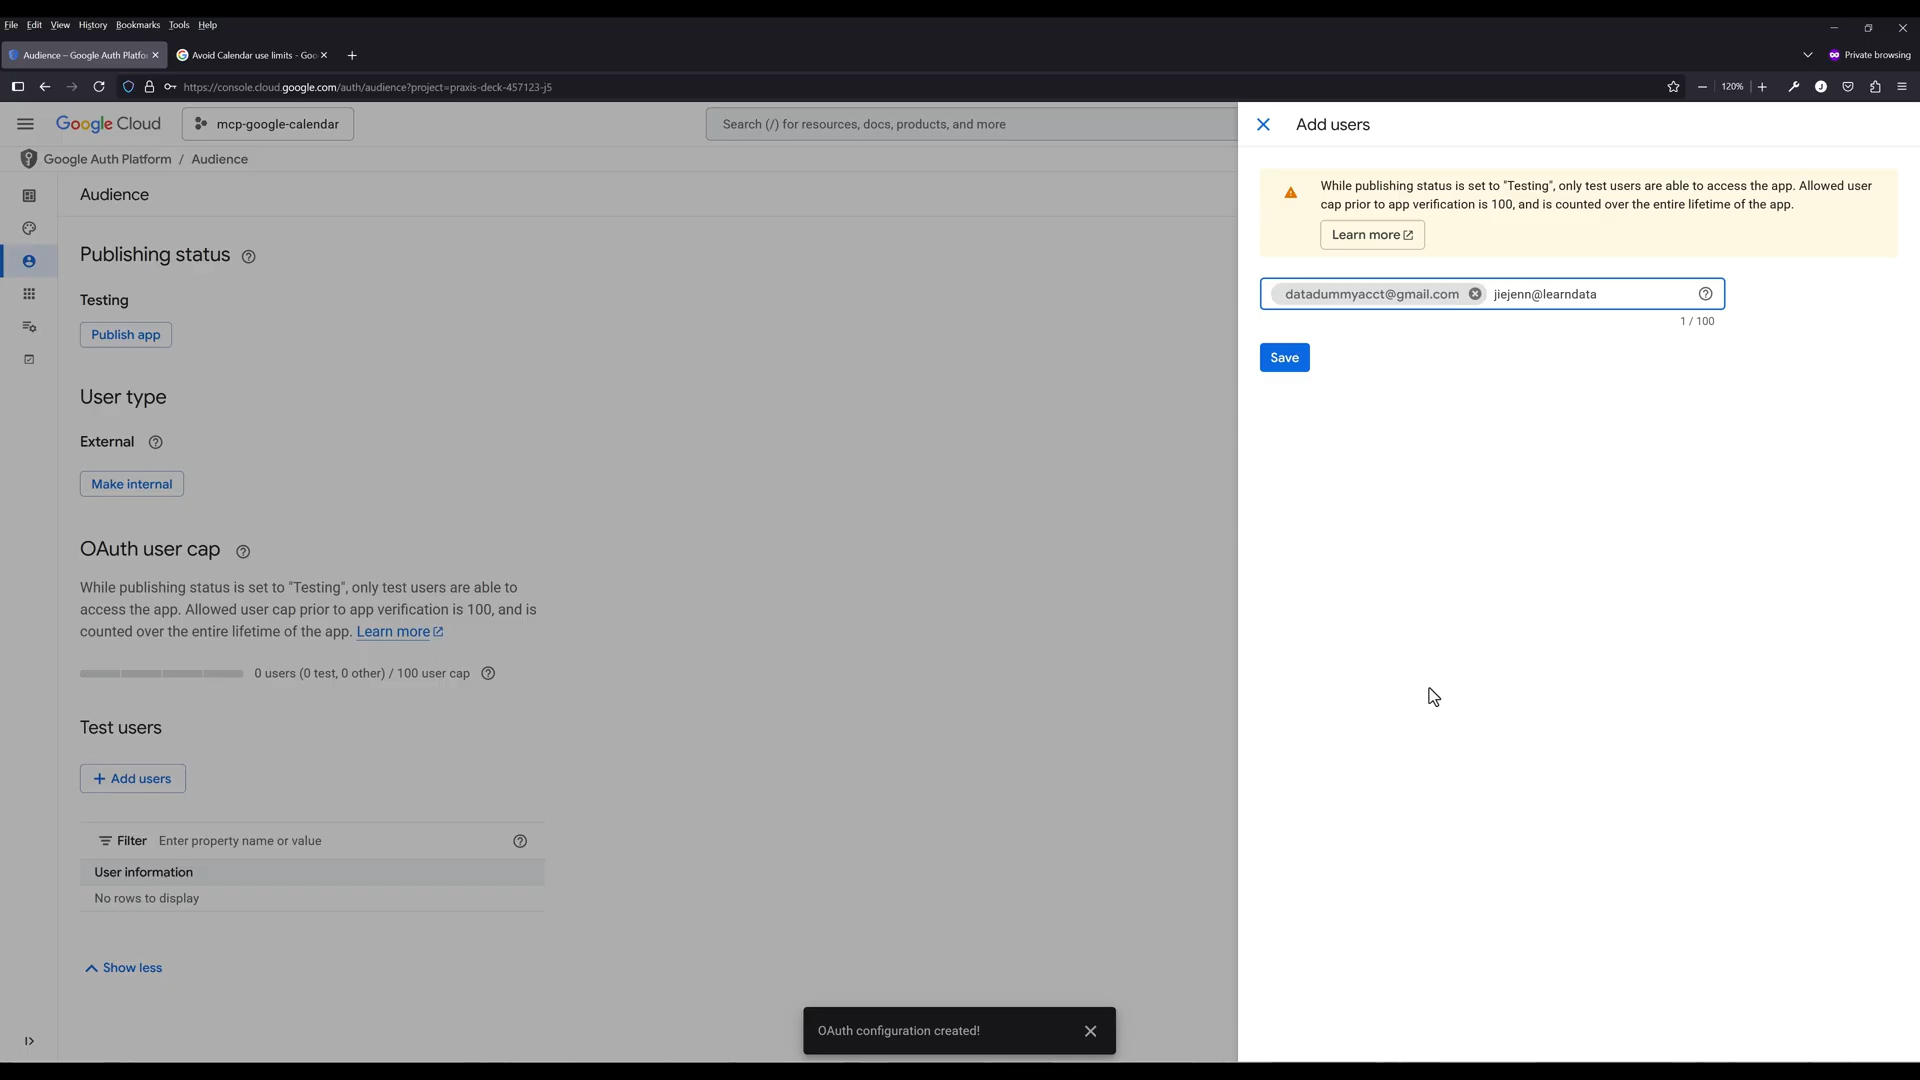 File Edit View History Bookmarks Tools Help
Audience – Google Auth Platfo
Avoid Calendar use limits - Goo
Private browsing
https://console.cloud.google.com/auth/audience?project=praxis-deck-457123-j5
120%
Google Cloud
mcp-google-calendar
Search (/) for resources, docs, products, and more
Google Auth Platform / Audience
Audience
Publishing status
Testing
Publish app
User type
External
Make internal
OAuth user cap
While publishing status is set to "Testing", only test users are able to
access the app. Allowed user cap prior to app verification is 100, and is
counted over the entire lifetime of the app. Learn more
0 users (0 test, 0 other) / 100 user cap
Test users
+ Add users
Filter Enter property name or value
User information
No rows to display
Show less
OAuth configuration created!
Add users
While publishing status is set to "Testing", only test users are able to access the app. Allowed user
cap prior to app verification is 100, and is counted over the entire lifetime of the app.
Learn more
datadummyacct@gmail.com jiejenn@learndata
1 / 100
Save